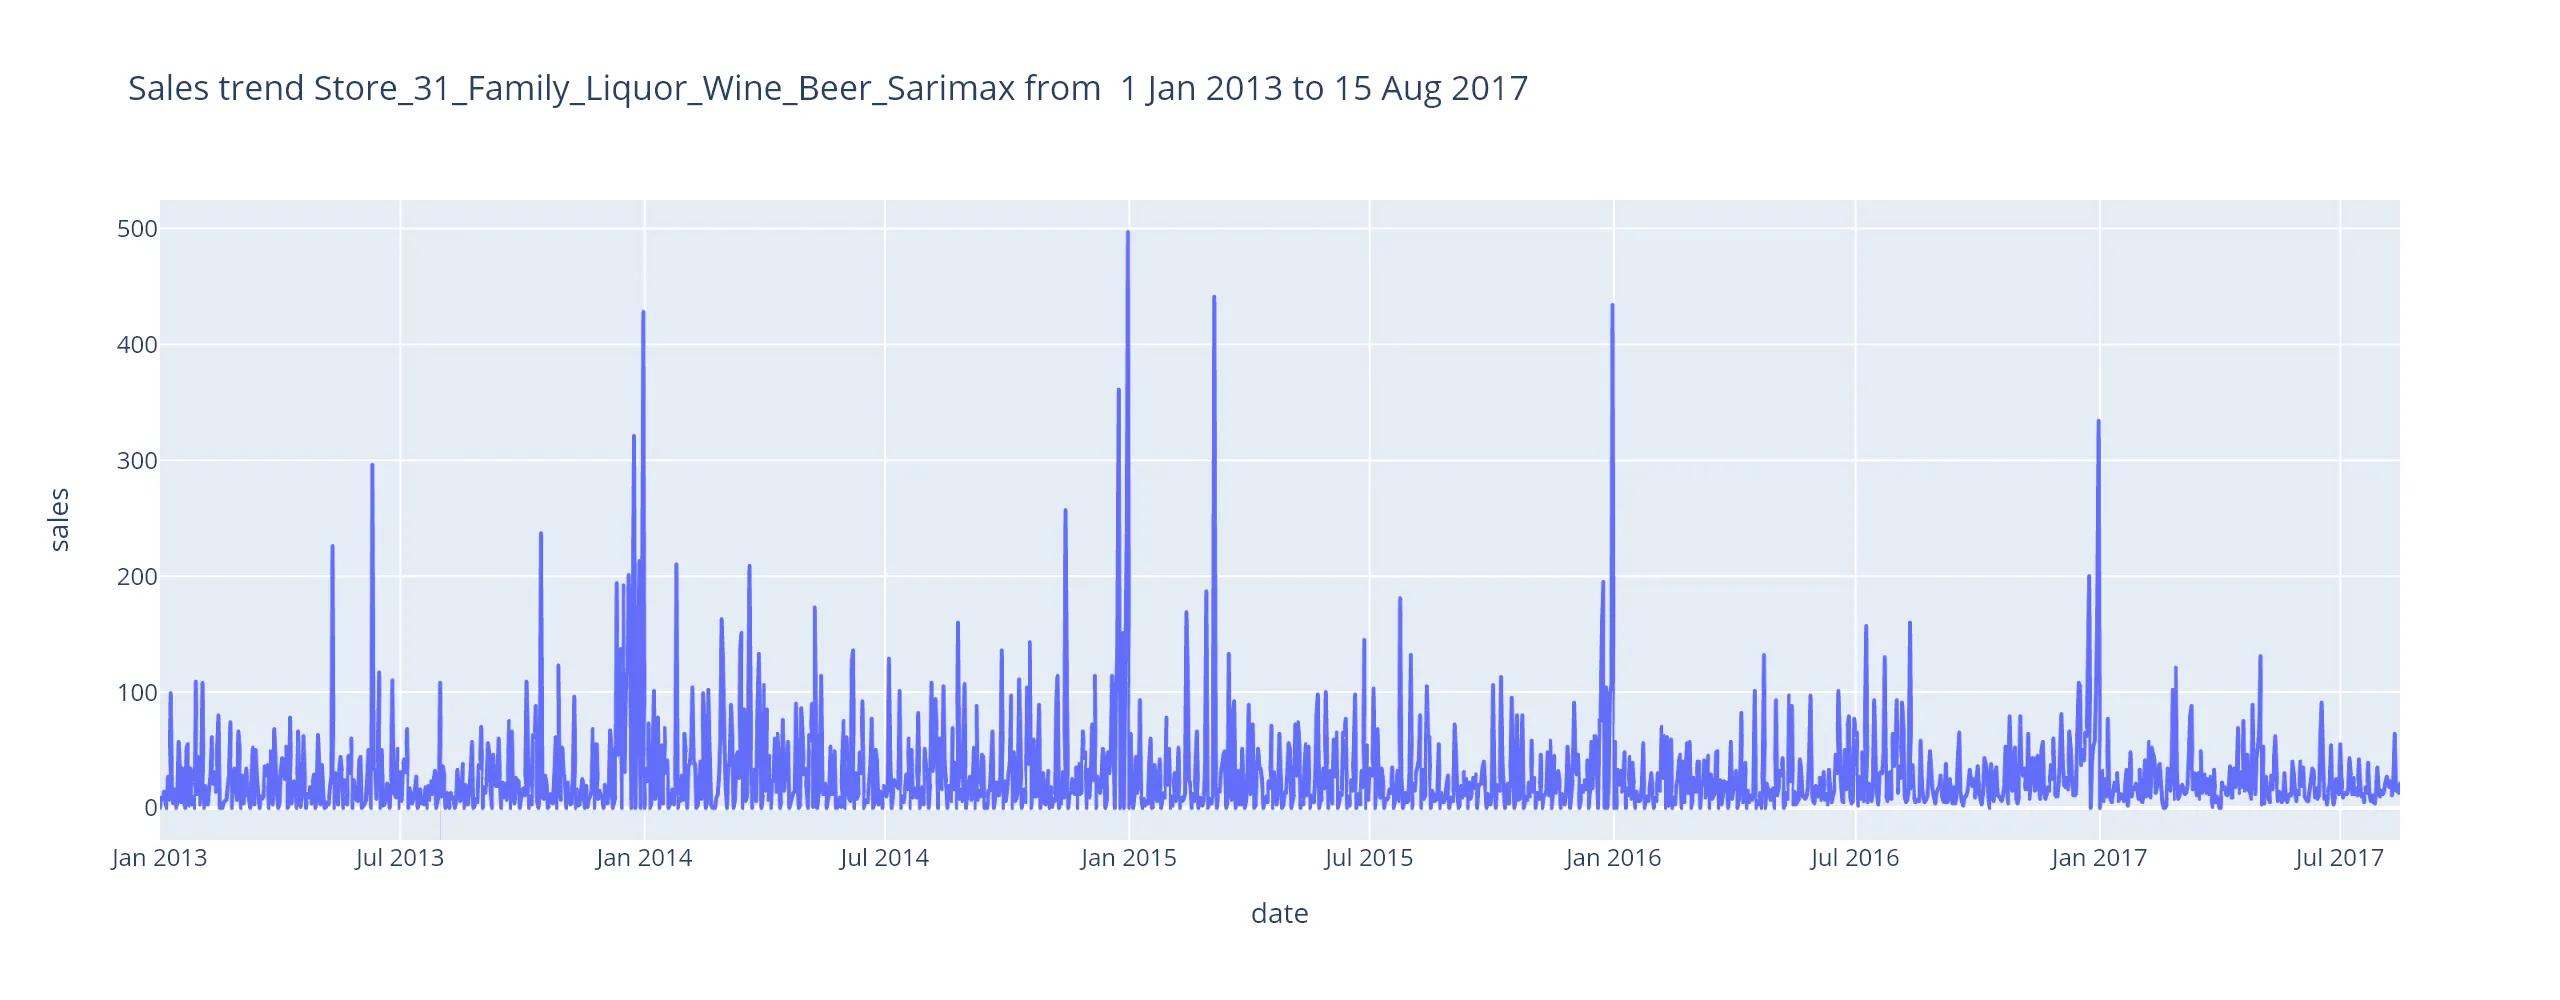 Sales trend Store_31_Family_Liquor_Wine_Beer_Sarimax from  1 Jan 2013 to 15 Aug 2017
500
400
300
200
100
0
sales
Jan 2013 Jul 2013 Jan 2014 Jul 2014 Jan 2015 Jul 2015 Jan 2016 Jul 2016 Jan 2017 Jul 2017
date